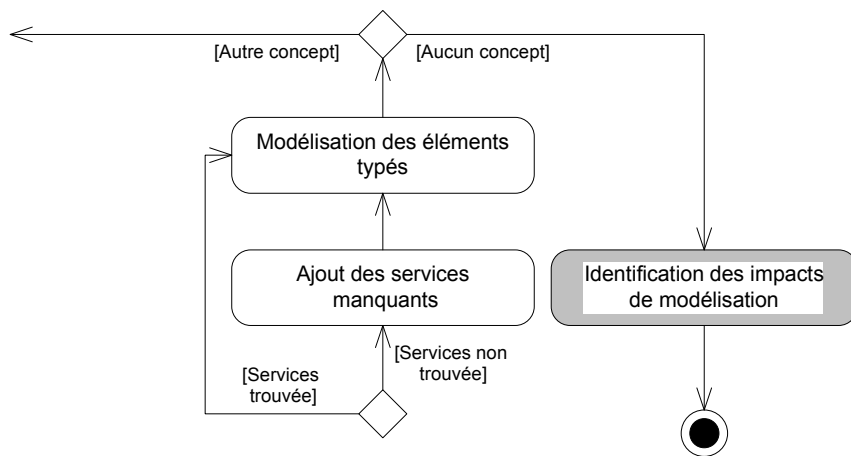 [Autre concept]
[Aucun concept]
Modélisation des éléments
typés
Ajout des services
manquants
Identification des impacts
de modélisation
[Services non
trouvée]
[Services
trouvée]